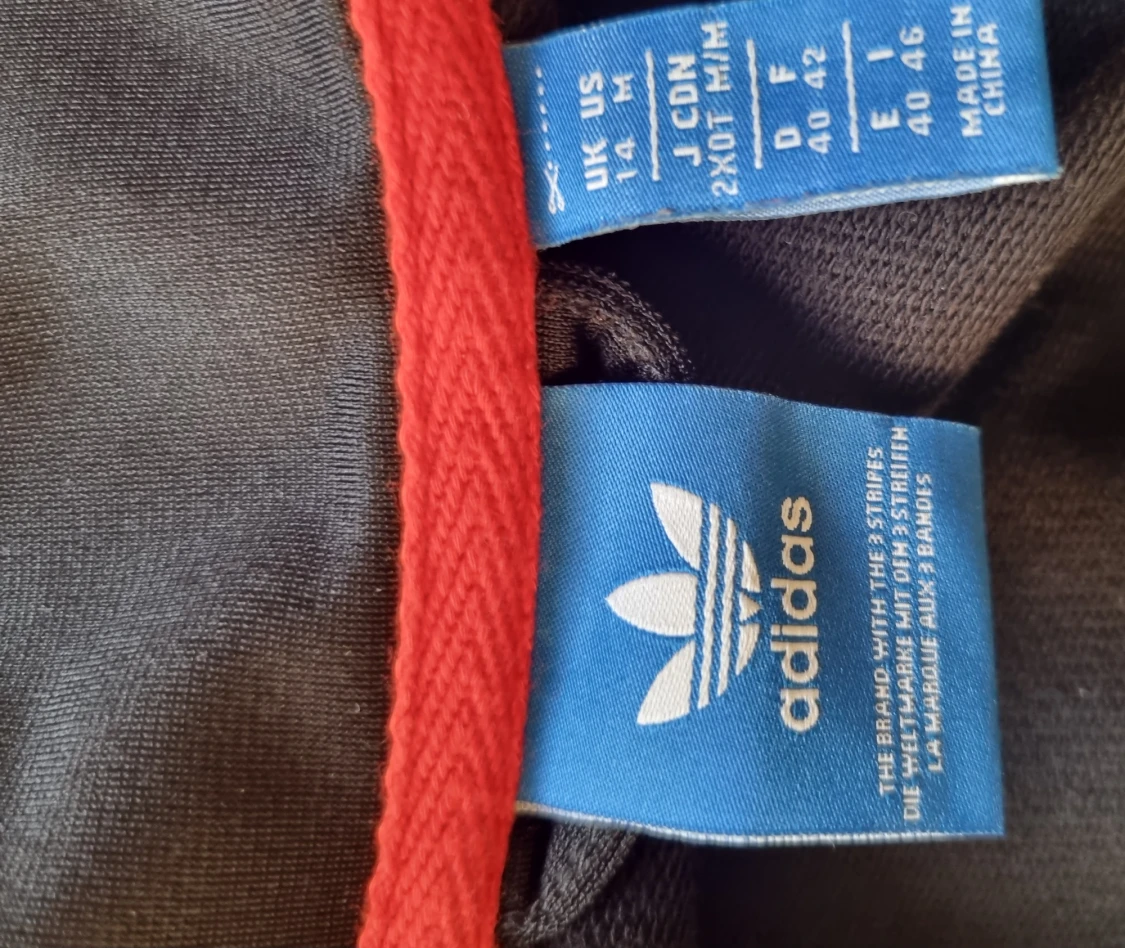 UK US
14 M
J CDN
2XOT M/M
D F
40 42
E I
40 46
MADE IN
CHINA
adidas
THE BRAND WITH THE 3 STRIPES
DIE WELTMARKE MIT DEN 3 STREIFEN
LA MARQUE AUX 3 BANDES